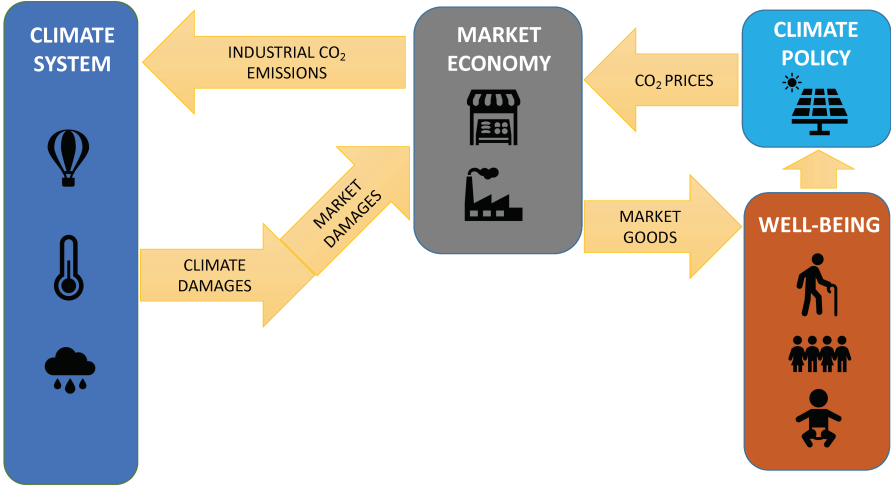 CLIMATE
SYSTEM
INDUSTRIAL CO₂
EMISSIONS
MARKET
ECONOMY
CO₂ PRICES
CLIMATE
POLICY
CLIMATE
DAMAGES
MARKET
DAMAGES
MARKET
GOODS
WELL-BEING